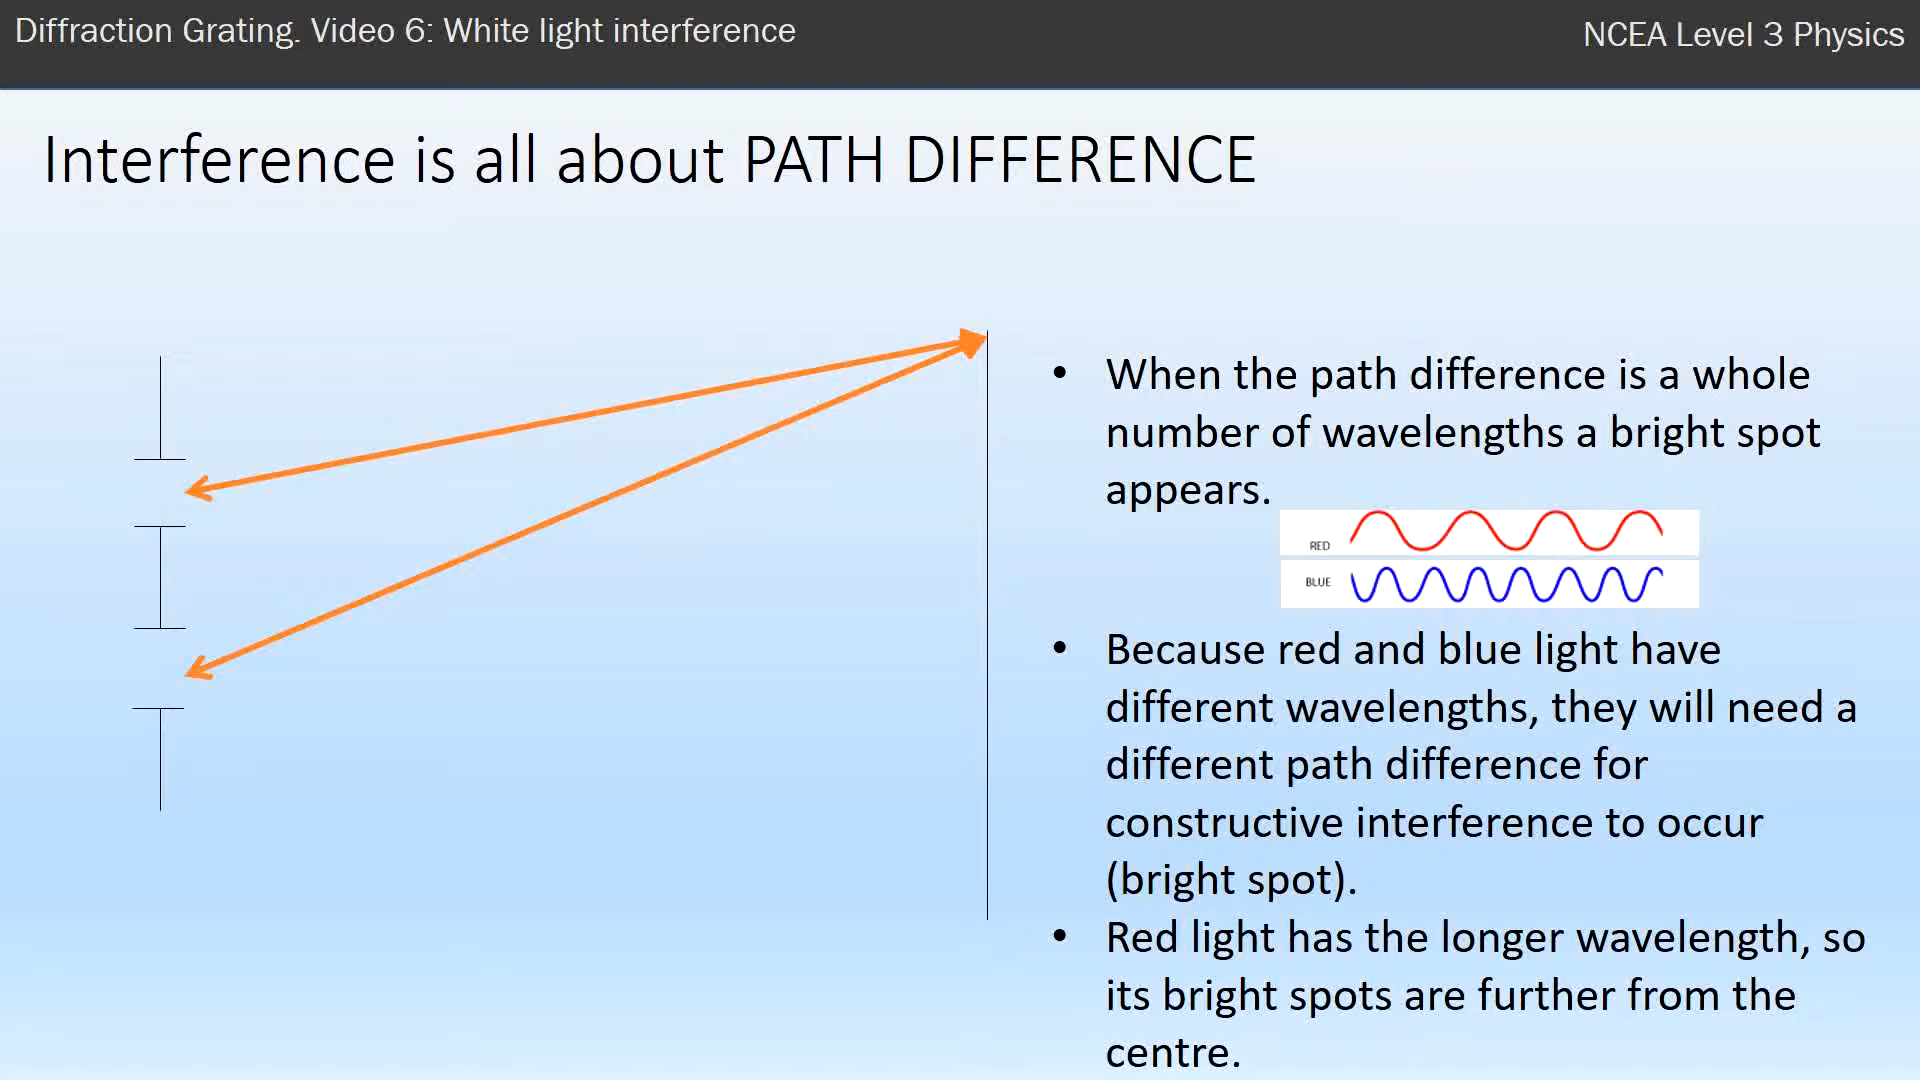 Diffraction Grating. Video 6: White light interference
NCEA Level 3 Physics
Interference is all about PATH DIFFERENCE
• When the path difference is a whole
number of wavelengths a bright spot
appears.
RED
BLUE
• Because red and blue light have
different wavelengths, they will need a
different path difference for
constructive interference to occur
(bright spot).
• Red light has the longer wavelength, so
its bright spots are further from the
centre.